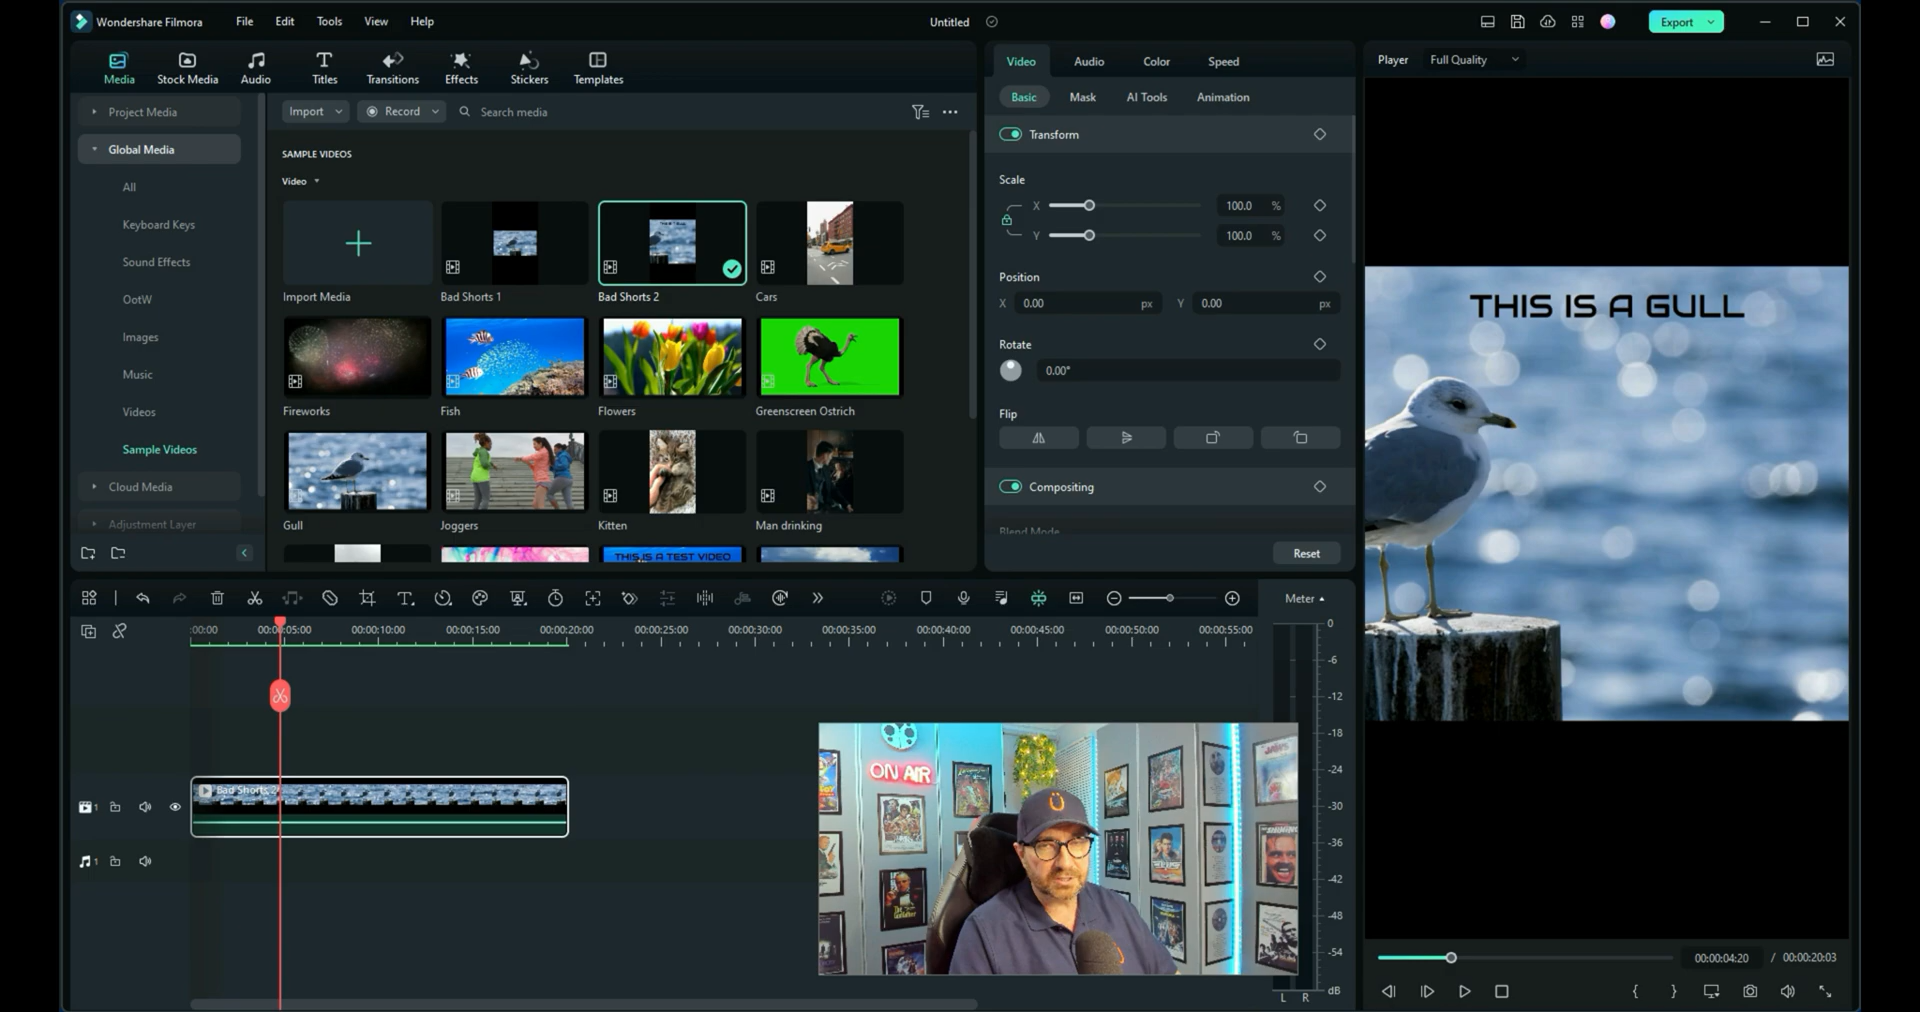 Wondershare Filmora File Edit Tools View Help Untitled Export
Media Stock Media Audio Titles Transitions Effects Stickers Templates
Project Media
Global Media
All
Keyboard Keys
Sound Effects
OotW
Images
Music
Videos
Sample Videos
Cloud Media
Adjustment Layer
Import Record Search media
SAMPLE VIDEOS
Video
Import Media Bad Shorts 1 Bad Shorts 2 Cars
Fireworks Fish Flowers Greenscreen Ostrich
Gull Joggers Kitten Man drinking
THIS IS A TEST VIDEO
Video Audio Color Speed
Basic Mask AI Tools Animation
Transform
Scale
X 100.0 %
Y 100.0 %
Position
X 0.00 px Y 0.00 px
Rotate
0.00°
Flip
Compositing
Blend Mode
Reset
Player Full Quality
THIS IS A GULL
00:00:04:20 / 00:00:20:03
:00:00 00:00:05:00 00:00:10:00 00:00:15:00 00:00:20:00 00:00:25:00 00:00:30:00 00:00:35:00 00:00:40:00 00:00:45:00 00:00:50:00 00:00:55:00
Bad Shorts 2
1
1
Meter
0
-6
-12
-18
-24
-30
-36
-42
-48
-54
dB
L R
ON AIR
JAWS